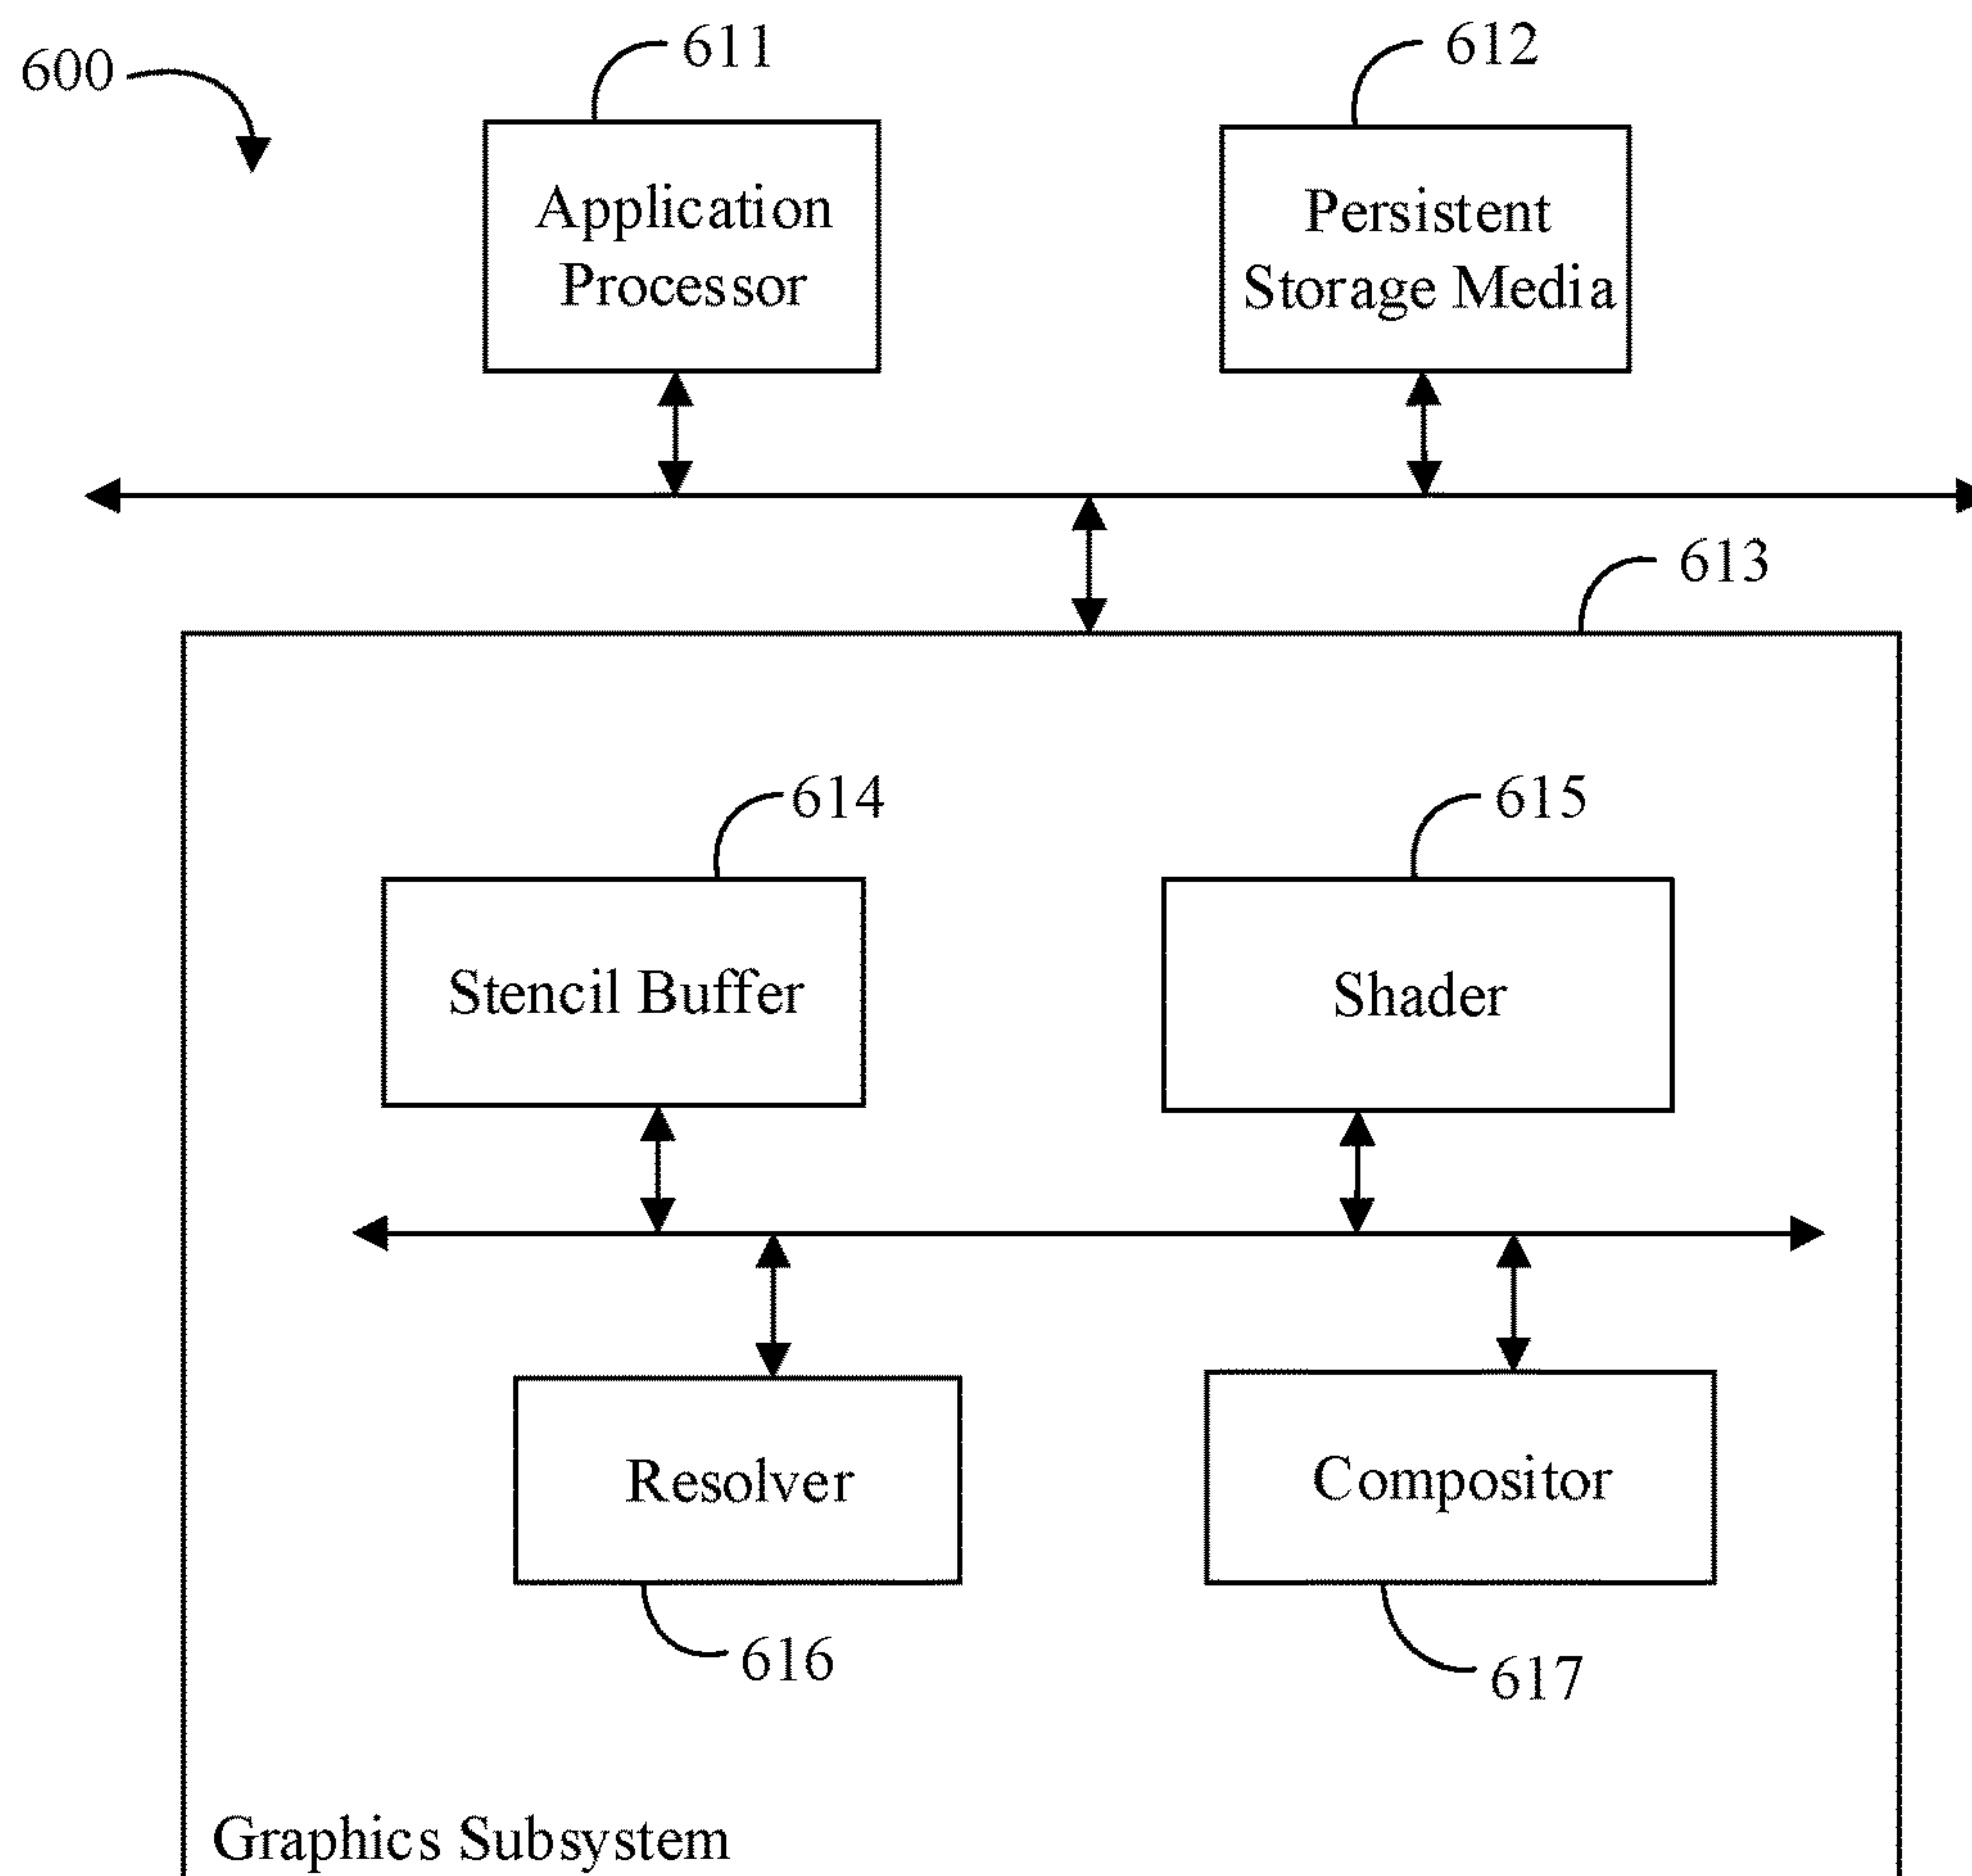 600
611
612
Application
Processor
Persistent
Storage Media
613
614
615
Stencil Buffer
Shader
Resolver
Compositor
616
617
Graphics Subsystem